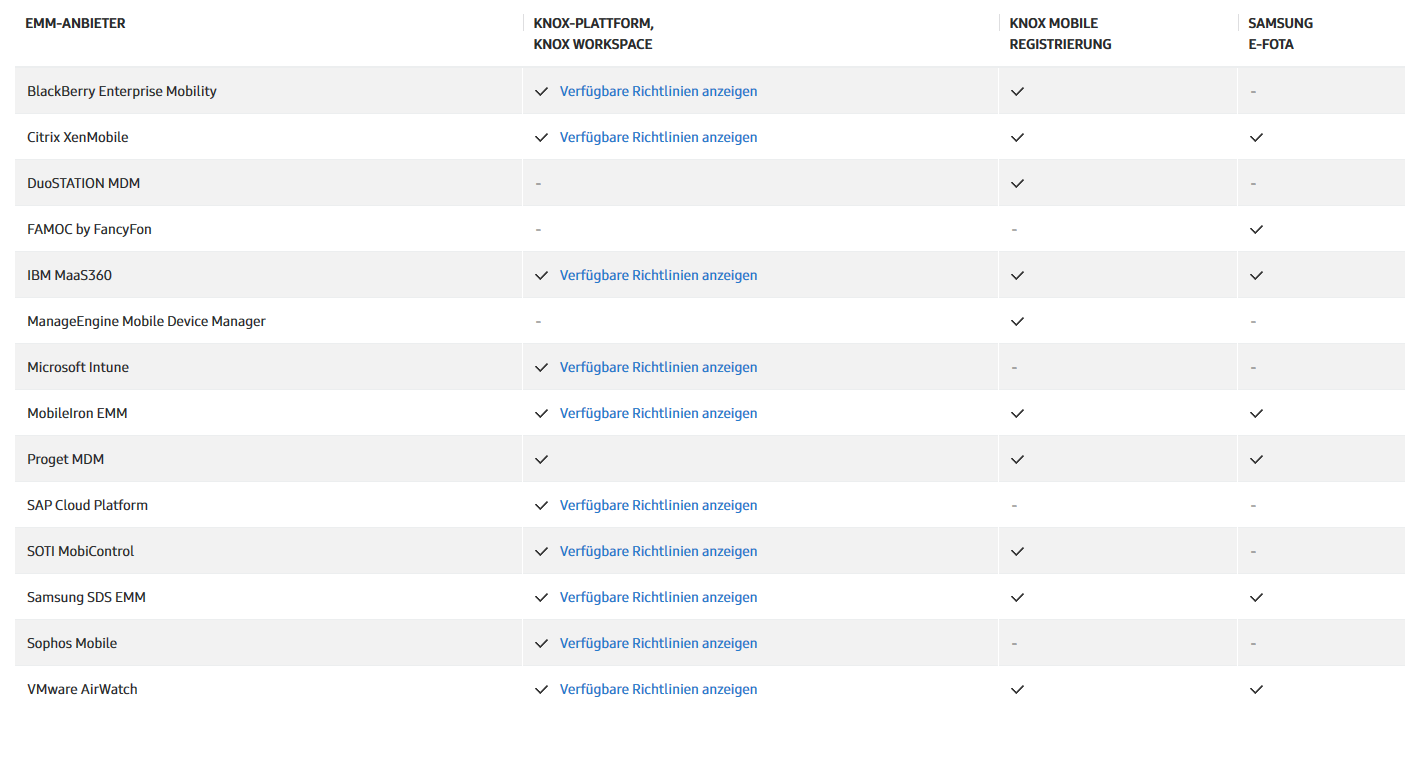 EMM-ANBIETER
KNOX-PLATTFORM,
KNOX WORKSPACE
KNOX MOBILE
REGISTRIERUNG
SAMSUNG
E-FOTA
BlackBerry Enterprise Mobility ✓ Verfügbare Richtlinien anzeigen ✓ -
Citrix XenMobile ✓ Verfügbare Richtlinien anzeigen ✓ ✓
DuoSTATION MDM - ✓ -
FAMOC by FancyFon - - ✓
IBM MaaS360 ✓ Verfügbare Richtlinien anzeigen ✓ ✓
ManageEngine Mobile Device Manager - ✓ -
Microsoft Intune ✓ Verfügbare Richtlinien anzeigen - -
MobileIron EMM ✓ Verfügbare Richtlinien anzeigen ✓ ✓
Proget MDM ✓ ✓ ✓
SAP Cloud Platform ✓ Verfügbare Richtlinien anzeigen - -
SOTI MobiControl ✓ Verfügbare Richtlinien anzeigen ✓ -
Samsung SDS EMM ✓ Verfügbare Richtlinien anzeigen ✓ ✓
Sophos Mobile ✓ Verfügbare Richtlinien anzeigen - -
VMware AirWatch ✓ Verfügbare Richtlinien anzeigen ✓ ✓